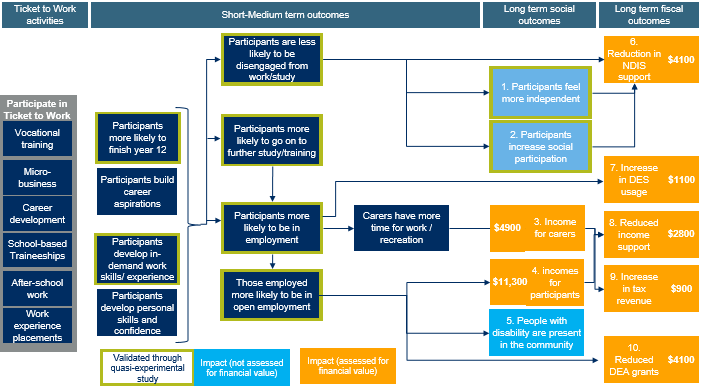 Ticket to Work
activities
Short-Medium term outcomes
Long term social
outcomes
Long term fiscal
outcomes
Participate in
Ticket to Work
Vocational
training
Micro-
business
Career
development
School-based
Traineeships
After-school
work
Work
experience
placements
Participants
more likely to
finish year 12
Participants build
career
aspirations
Participants
develop in-
demand work
skills/ experience
Participants
develop personal
skills and
confidence
Participants are less
likely to be
disengaged from
work/study
Participants more
likely to go on to
further study/training
Participants more
likely to be in
employment
Those employed
more likely to be in
open employment
Carers have more
time for work /
recreation
1. Participants feel
more independent
2. Participants
increase social
participation
$4900 3. Income
for carers
$11,300 4. incomes
for
participants
5. People with
disability are present
in the community
6.
Reduction in
NDIS
support
$4100
7. Increase
in DES
usage
$1100
8. Reduced
income
support
$2800
9. Increase
in tax
revenue
$900
10.
Reduced
DEA grants
$4100
Validated through
quasi-experimental
study
Impact (not assessed
for financial value)
Impact (assessed for
financial value)